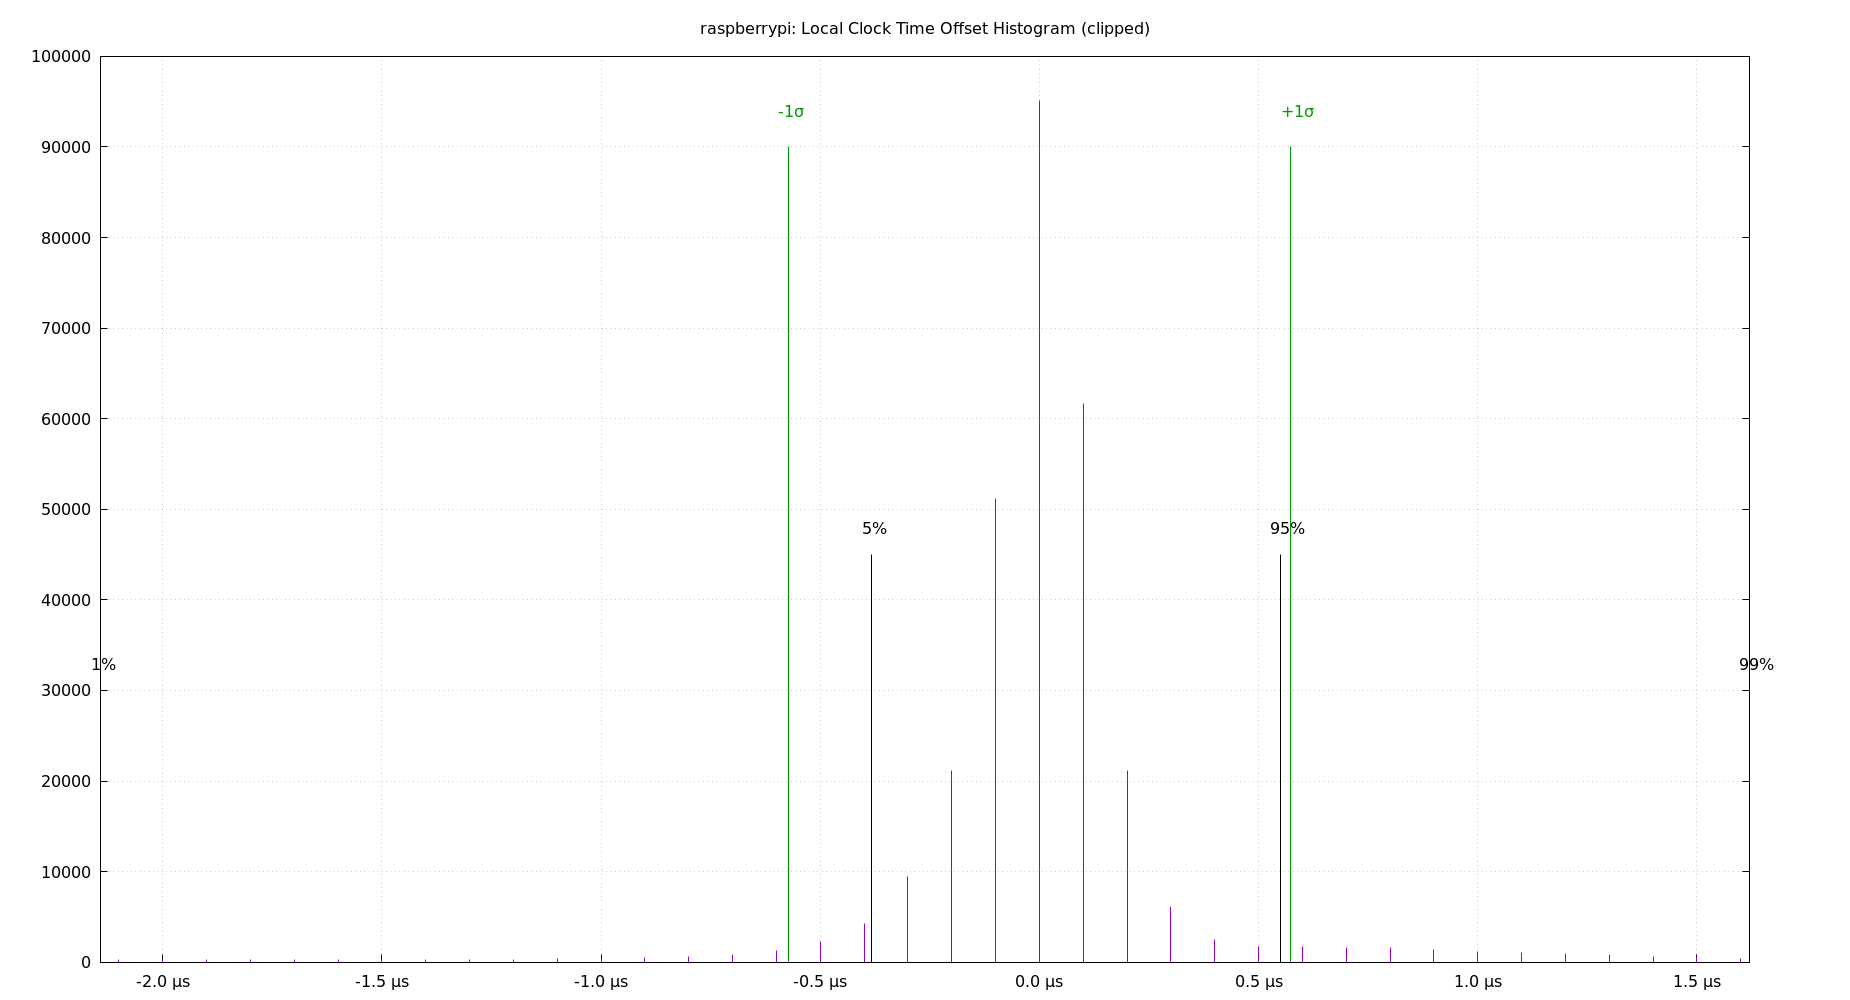 raspberrypi: Local Clock Time Offset Histogram (clipped)
100000
-1σ
+1σ
90000
80000
70000
60000
50000
5%
95%
40000
1%
99%
30000
20000
10000
0
-2.0 µs
-1.5 µs
-1.0 µs
-0.5 µs
0.0 µs
0.5 µs
1.0 µs
1.5 µs